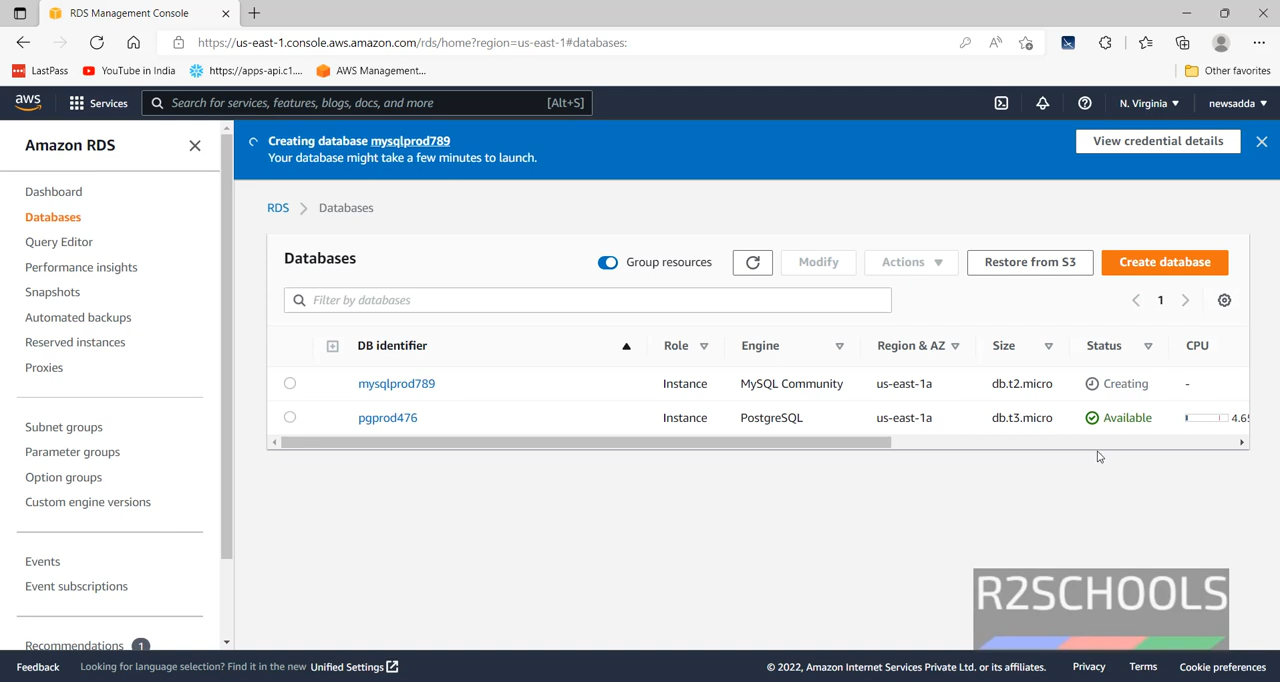 RDS Management Console
https://us-east-1.console.aws.amazon.com/rds/home?region=us-east-1#databases:
LastPass YouTube in India https://apps-api.c1.... AWS Management... Other favorites
aws Services Search for services, features, blogs, docs, and more [Alt+S] N. Virginia newsadda
Amazon RDS
Dashboard
Databases
Query Editor
Performance insights
Snapshots
Automated backups
Reserved instances
Proxies
Subnet groups
Parameter groups
Option groups
Custom engine versions
Events
Event subscriptions
Recommendations 1
Creating database mysqlprod789
Your database might take a few minutes to launch.
View credential details
RDS Databases
Databases
Group resources Modify Actions Restore from S3 Create database
Filter by databases 1
DB identifier Role Engine Region & AZ Size Status CPU
mysqlprod789 Instance MySQL Community us-east-1a db.t2.micro Creating -
pgprod476 Instance PostgreSQL us-east-1a db.t3.micro Available
R2SCHOOLS
Feedback Looking for language selection? Find it in the new Unified Settings © 2022, Amazon Internet Services Private Ltd. or its affiliates. Privacy Terms Cookie preferences